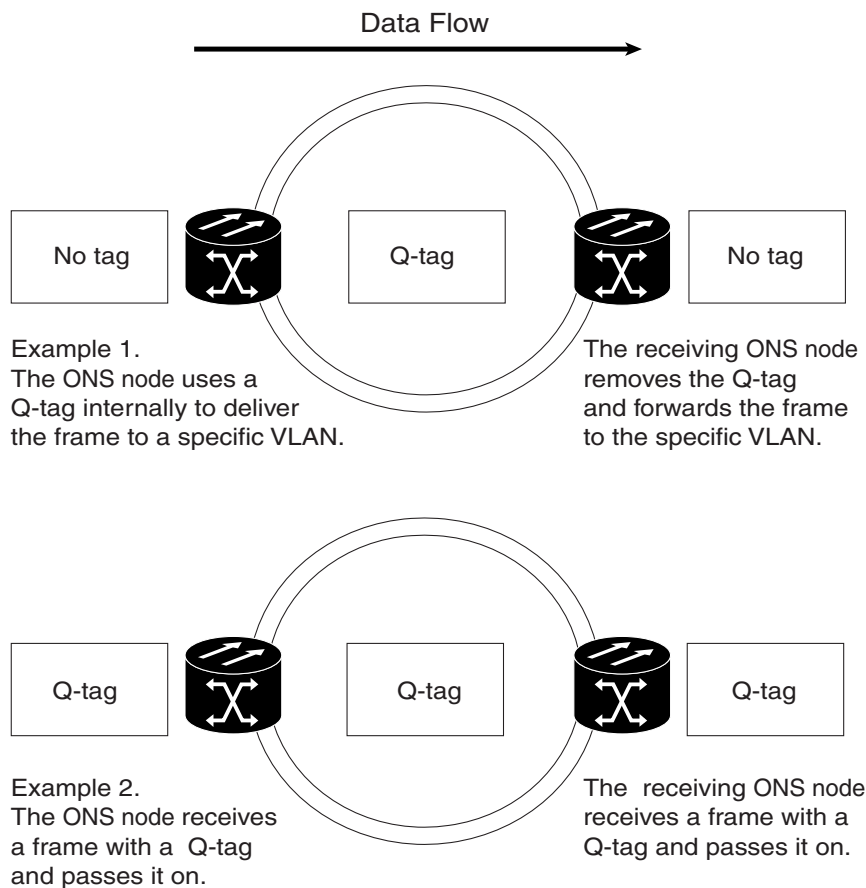 Data Flow
No tag
Q-tag
No tag
Example 1.
The ONS node uses a
Q-tag internally to deliver
the frame to a specific VLAN.
The receiving ONS node
removes the Q-tag
and forwards the frame
to the specific VLAN.
Q-tag
Q-tag
Q-tag
Example 2.
The ONS node receives
a frame with a Q-tag
and passes it on.
The receiving ONS node
receives a frame with a
Q-tag and passes it on.